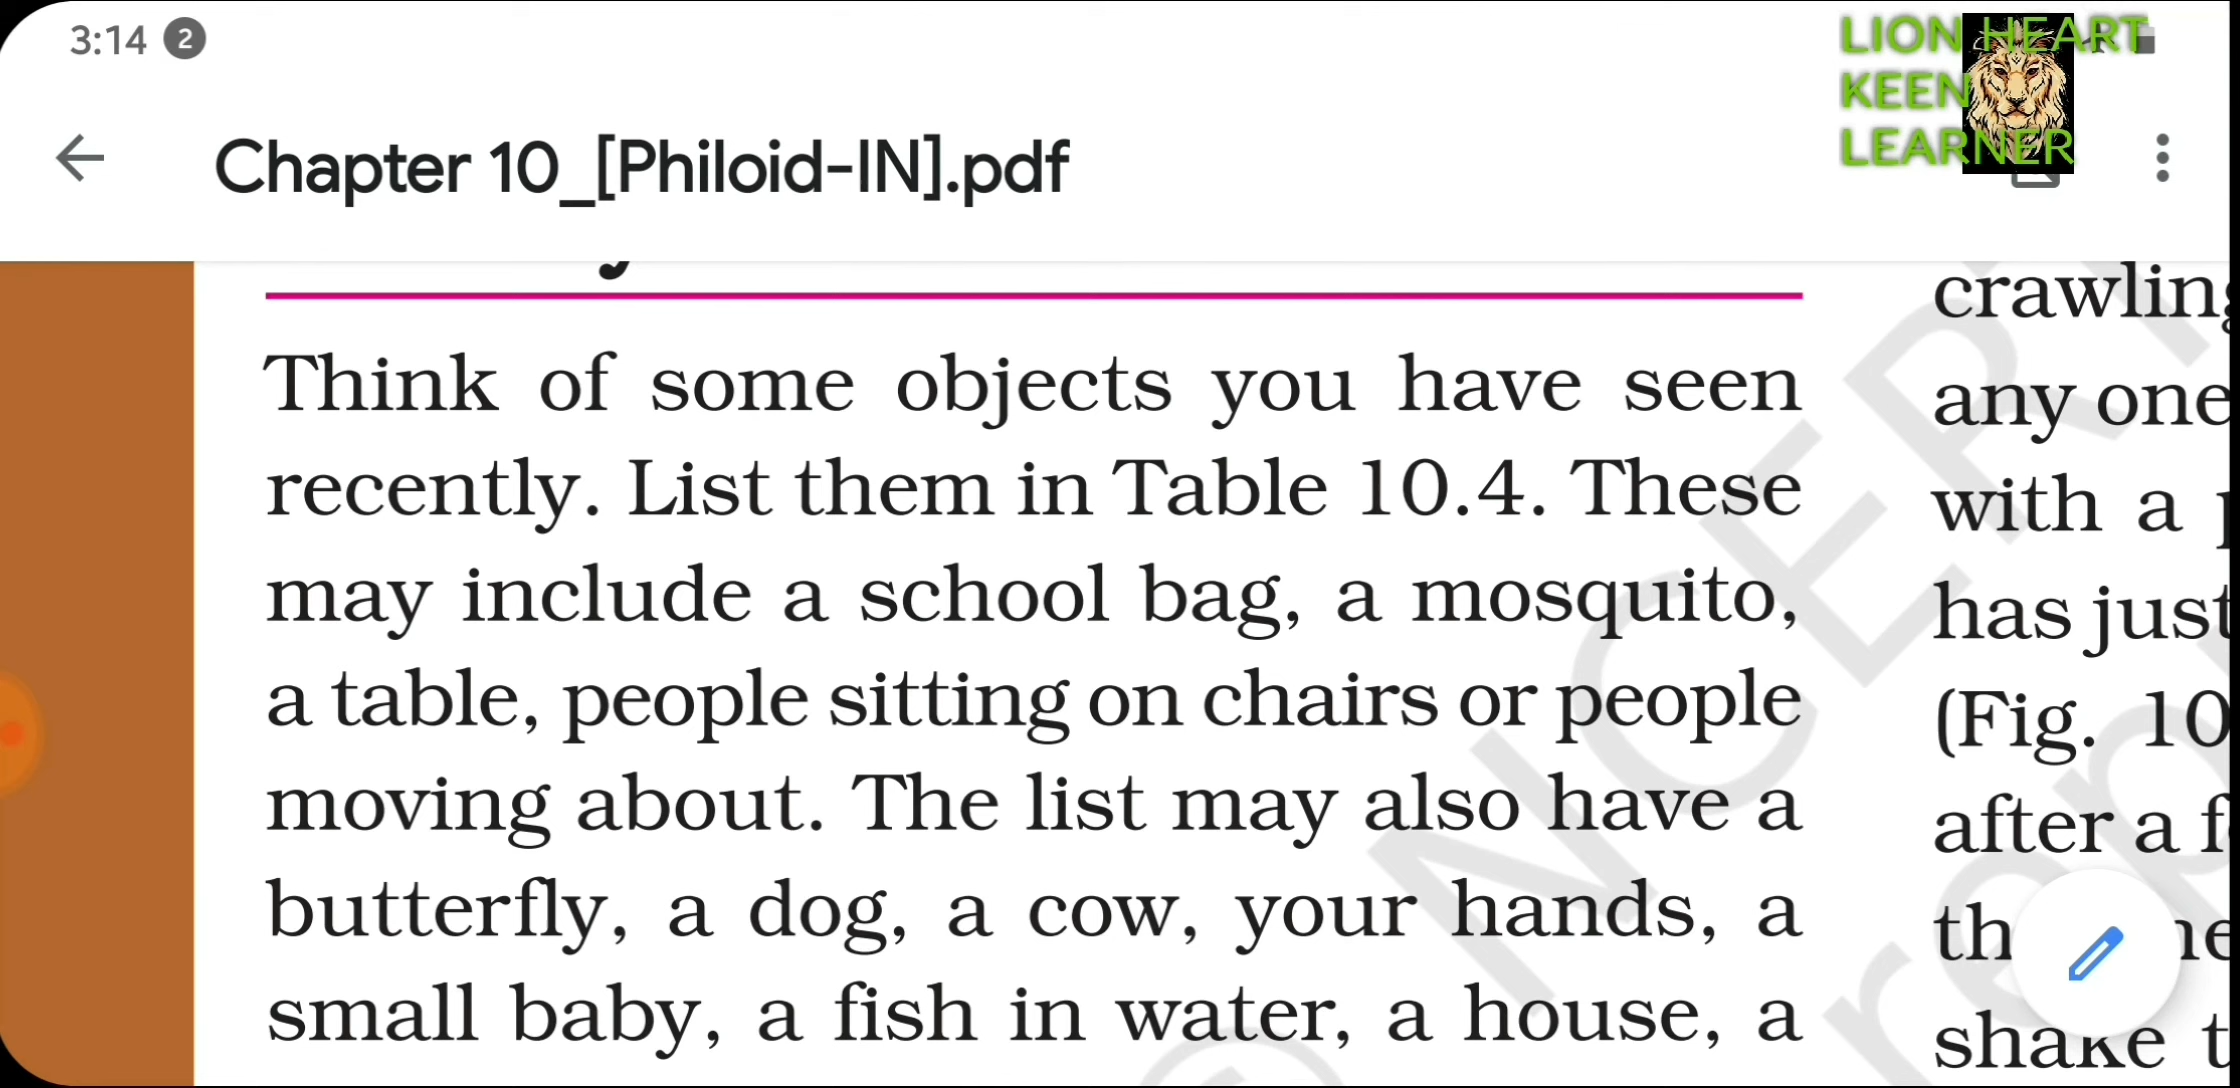 3:14 2
LION HEART
KEEN
LEARNER
Chapter 10_[Philoid-IN].pdf
Think of some objects you have seen
recently. List them in Table 10.4. These
may include a school bag, a mosquito,
a table, people sitting on chairs or people
moving about. The list may also have a
butterfly, a dog, a cow, your hands, a
small baby, a fish in water, a house, a
any one
with a
has just
(Fig. 10
after a
shake
NCERT